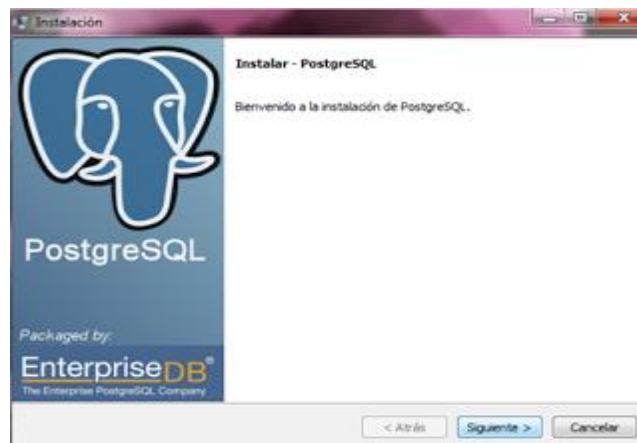 Instalación
Instalar - PostgreSQL
Bienvenido a la instalación de PostgreSQL.
PostgreSQL
Packaged by:
EnterpriseDB®
The Enterprise PostgreSQL Company
< Atrás
Siguiente >
Cancelar